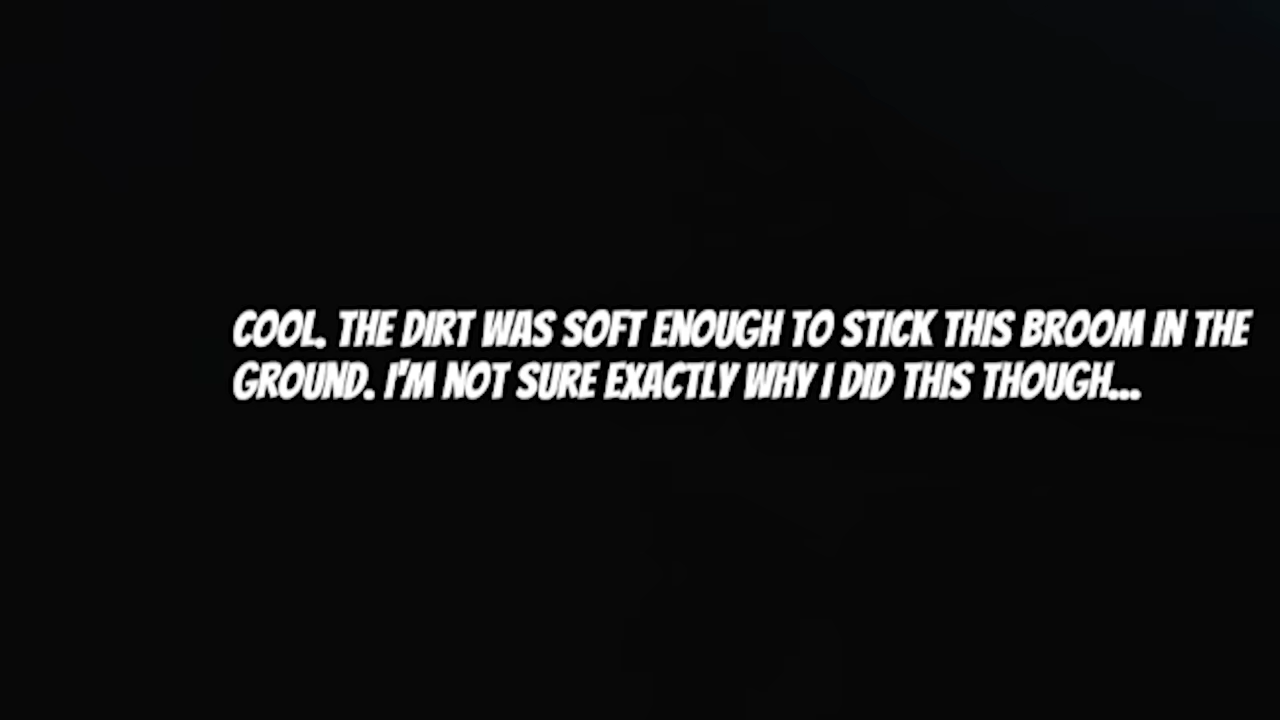 COOL. THE DIRT WAS SOFT ENOUGH TO STICK THIS BROOM IN THE
GROUND. I'M NOT SURE EXACTLY WHY I DID THIS THOUGH...